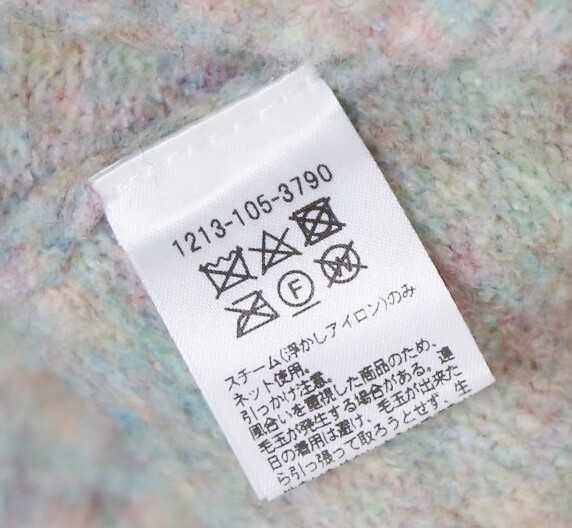 1213-105-3790
F W
スチーム(浮かしアイロン)のみ
ネット使用。
引っかけ注意。
風合いを重視した商品のため、
毛玉が発生する場合がある。連
日の着用は避け、毛玉が出来た
ら引っ張って取ろうとせず、生